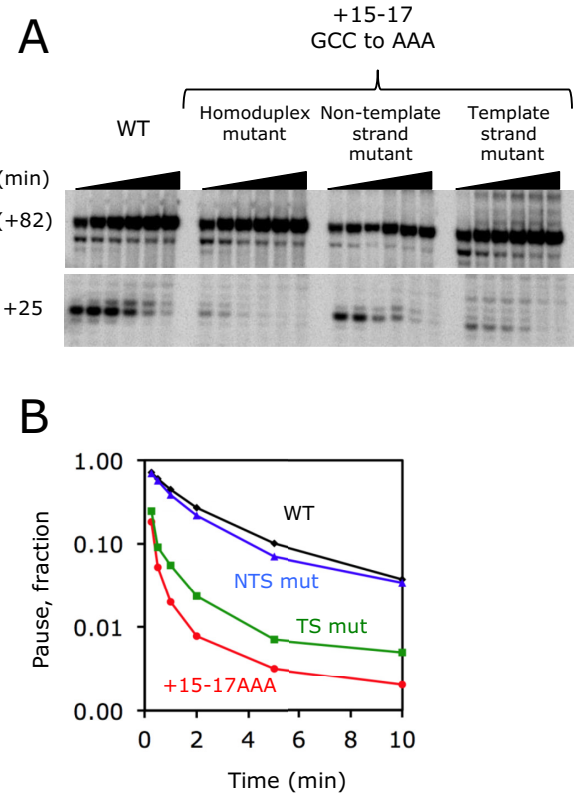 A
+15-17
GCC to AAA
WT
Homoduplex mutant
Non-template strand mutant
Template strand mutant
(min)
(+82)
+25
B
1.00
0.10
0.01
0.00
Pause, fraction
WT
NTS mut
TS mut
+15-17AAA
0 2 4 6 8 10
Time (min)